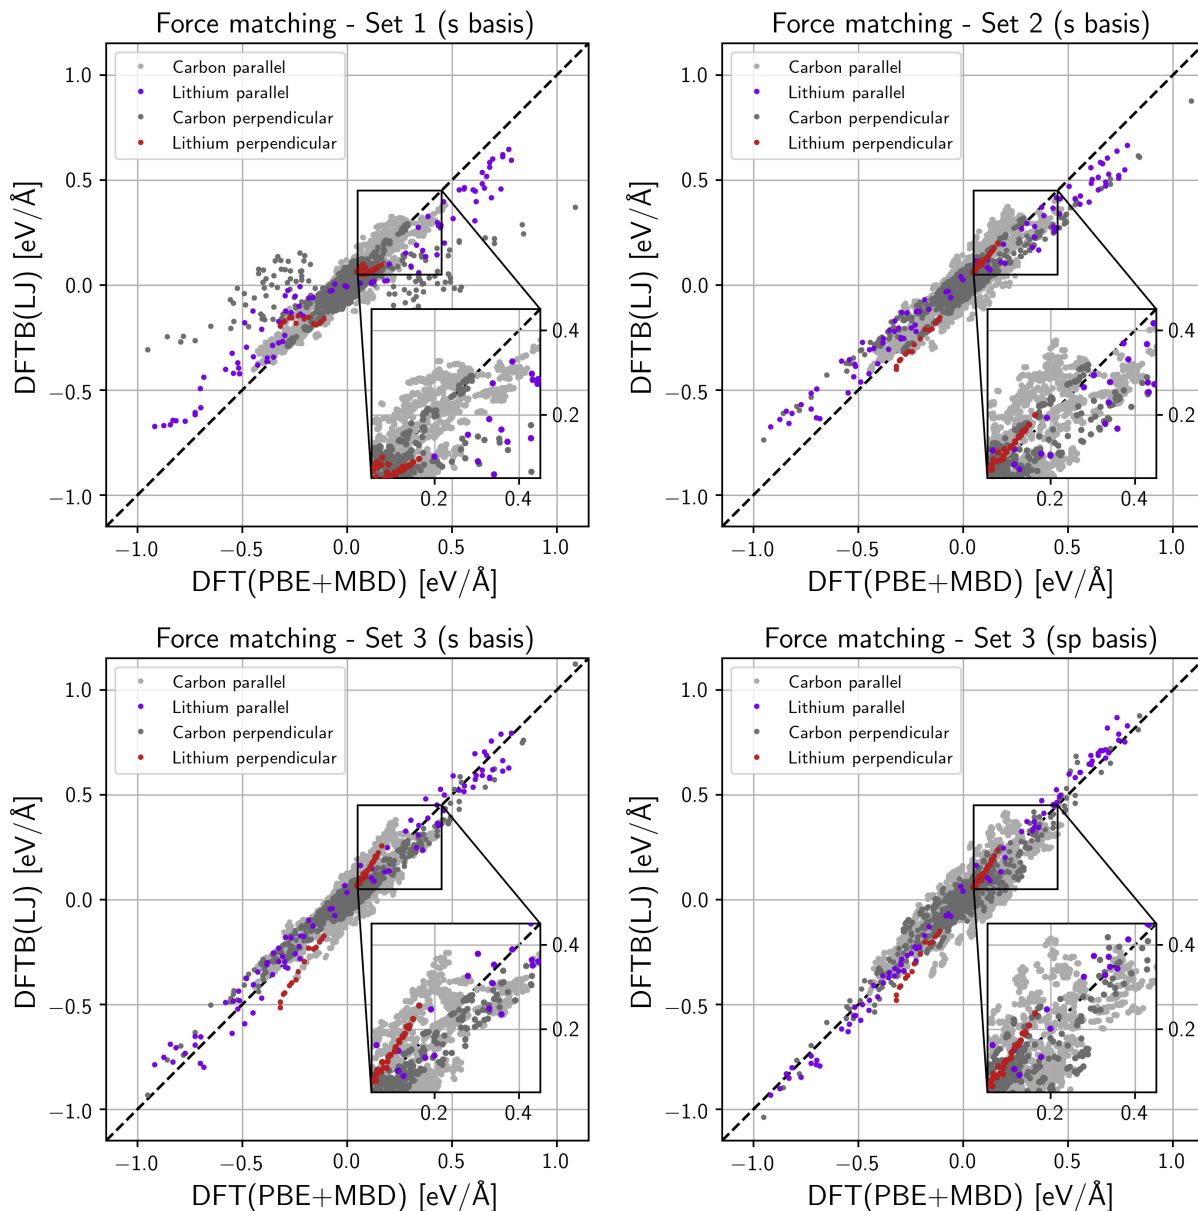 Force matching - Set 1 (s basis)
Carbon parallel
Lithium parallel
Carbon perpendicular
Lithium perpendicular
1.0
0.5
0.0
−0.5
−1.0
DFTB(LJ) [eV/Å]
0.4
0.2
0.2
0.4
−1.0
−0.5
0.0
0.5
1.0
DFT(PBE+MBD) [eV/Å]
Force matching - Set 2 (s basis)
Carbon parallel
Lithium parallel
Carbon perpendicular
Lithium perpendicular
1.0
0.5
0.0
−0.5
−1.0
DFTB(LJ) [eV/Å]
0.4
0.2
0.2
0.4
−1.0
−0.5
0.0
0.5
1.0
DFT(PBE+MBD) [eV/Å]
Force matching - Set 3 (s basis)
Carbon parallel
Lithium parallel
Carbon perpendicular
Lithium perpendicular
1.0
0.5
0.0
−0.5
−1.0
DFTB(LJ) [eV/Å]
0.4
0.2
0.2
0.4
−1.0
−0.5
0.0
0.5
1.0
DFT(PBE+MBD) [eV/Å]
Force matching - Set 3 (sp basis)
Carbon parallel
Lithium parallel
Carbon perpendicular
Lithium perpendicular
1.0
0.5
0.0
−0.5
−1.0
DFTB(LJ) [eV/Å]
0.4
0.2
0.2
0.4
−1.0
−0.5
0.0
0.5
1.0
DFT(PBE+MBD) [eV/Å]